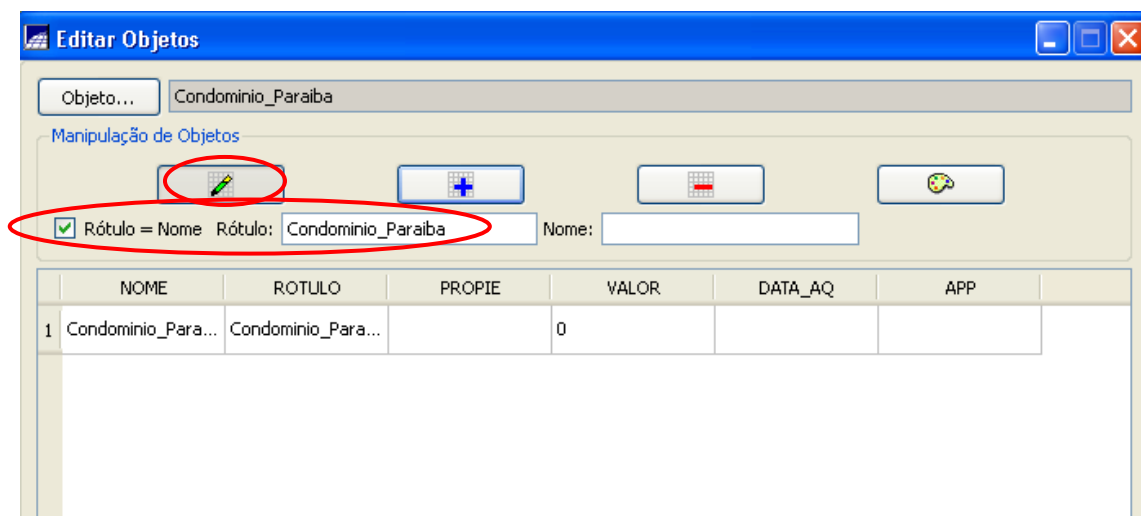 Editar Objetos
Objeto... Condominio_Paraiba
Manipulação de Objetos
Rótulo = Nome Rótulo: Condominio_Paraiba Nome:
NOME ROTULO PROPIE VALOR DATA_AQ APP
1 Condominio_Para... Condominio_Para... 0